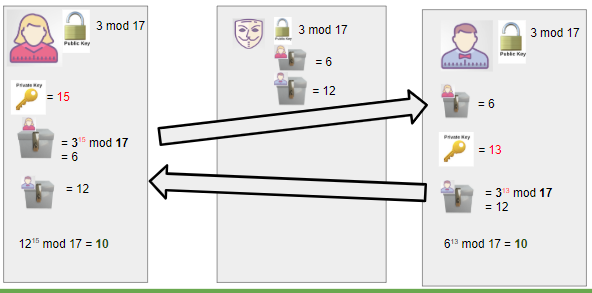 3 mod 17
Public Key
Private Key
= 15
= 3¹⁵ mod 17
= 6
= 12
12¹⁵ mod 17 = 10
3 mod 17
Public Key
= 6
= 12
3 mod 17
Public Key
= 6
Private Key
= 13
= 3¹³ mod 17
= 12
6¹³ mod 17 = 10